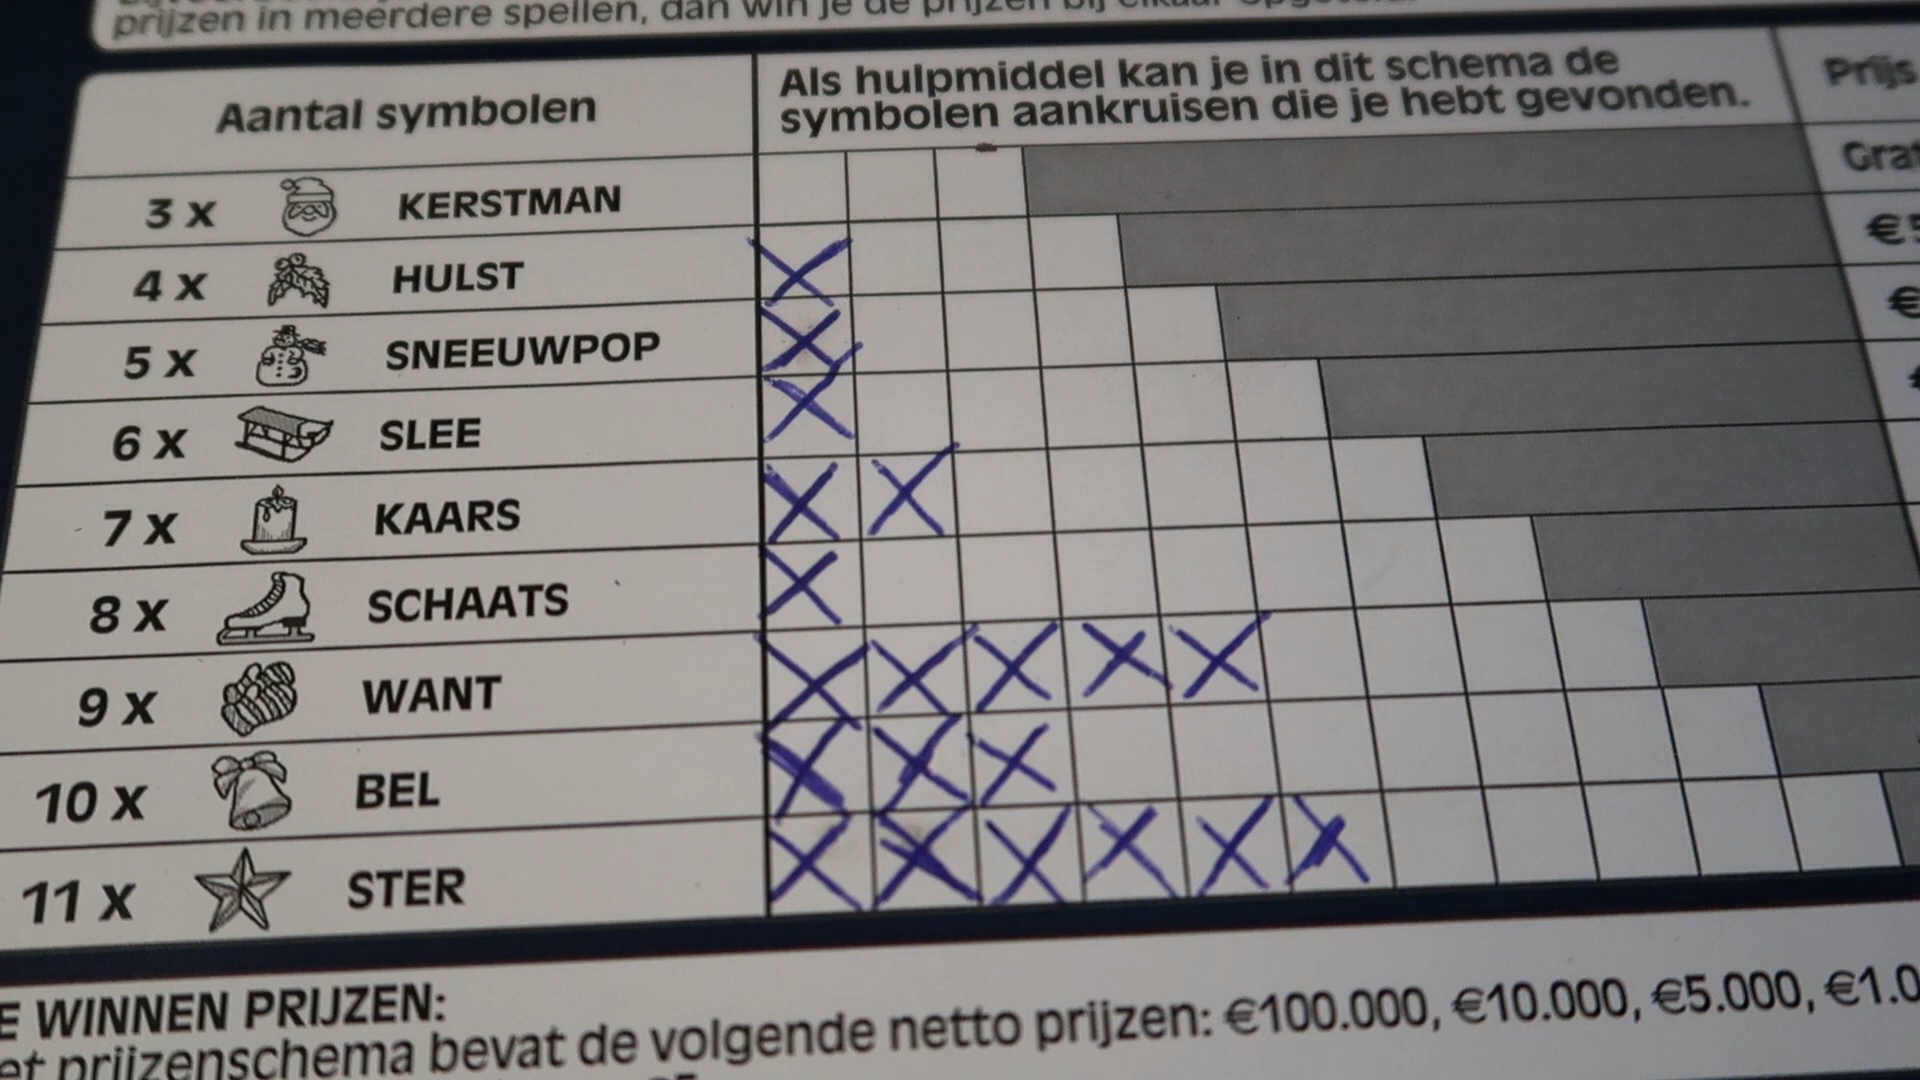 prijzen in meerdere spellen, dan win je de prijzen bij elkaar
Aantal symbolen
Als hulpmiddel kan je in dit schema de
symbolen aankruisen die je hebt gevonden.
Prijs
Grat
3 x KERSTMAN
€5
4 x HULST
€
5 x SNEEUWPOP
6 x SLEE
7 x KAARS
8 x SCHAATS
9 x WANT
10 x BEL
11 x STER
E WINNEN PRIJZEN:
et prijzenschema bevat de volgende netto prijzen: €100.000, €10.000, €5.000, €1.0